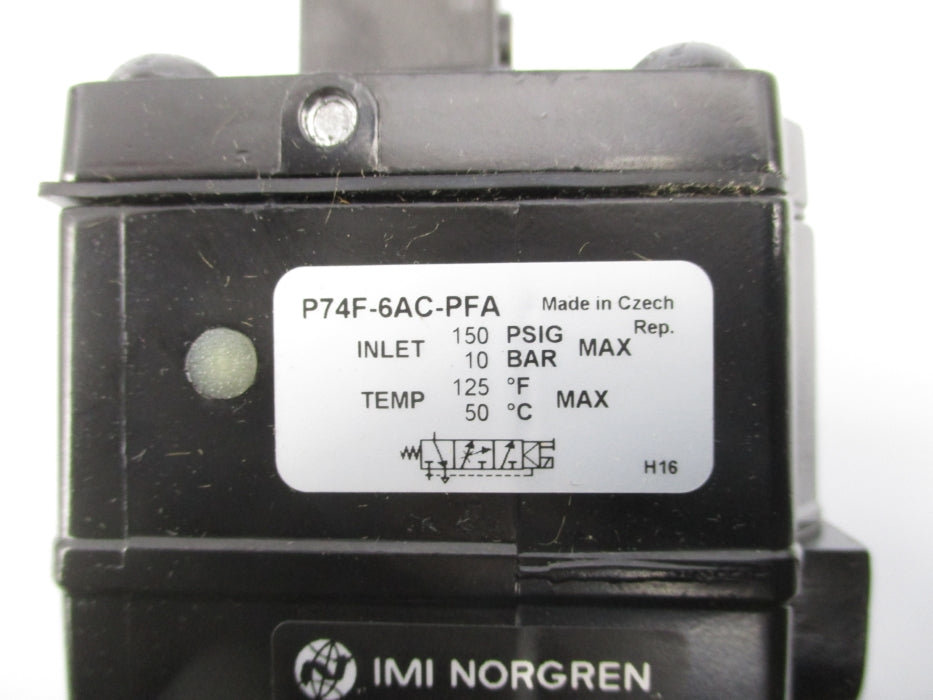 P74F-6AC-PFA Made in Czech Rep.
INLET 150 PSIG MAX
10 BAR
TEMP 125 °F MAX
50 °C
H16
IMI NORGREN